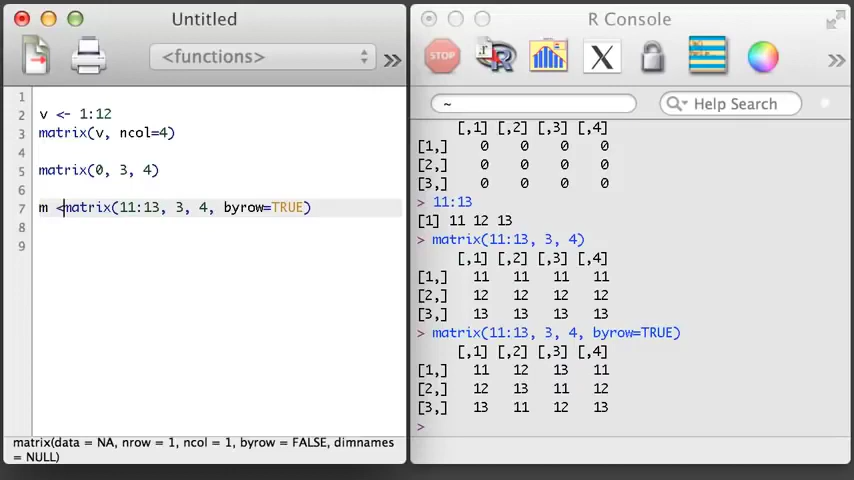 Untitled
<functions>
1
2 v <- 1:12
3 matrix(v, ncol=4)
4
5 matrix(0, 3, 4)
6
7 m <matrix(11:13, 3, 4, byrow=TRUE)
8
9
matrix(data = NA, nrow = 1, ncol = 1, byrow = FALSE, dimnames
= NULL)
R Console
STOP
R
X
~
Help Search
[,1] [,2] [,3] [,4]
[1,] 0 0 0 0
[2,] 0 0 0 0
[3,] 0 0 0 0
> 11:13
[1] 11 12 13
> matrix(11:13, 3, 4)
[,1] [,2] [,3] [,4]
[1,] 11 11 11 11
[2,] 12 12 12 12
[3,] 13 13 13 13
> matrix(11:13, 3, 4, byrow=TRUE)
[,1] [,2] [,3] [,4]
[1,] 11 12 13 11
[2,] 12 13 11 12
[3,] 13 11 12 13
>